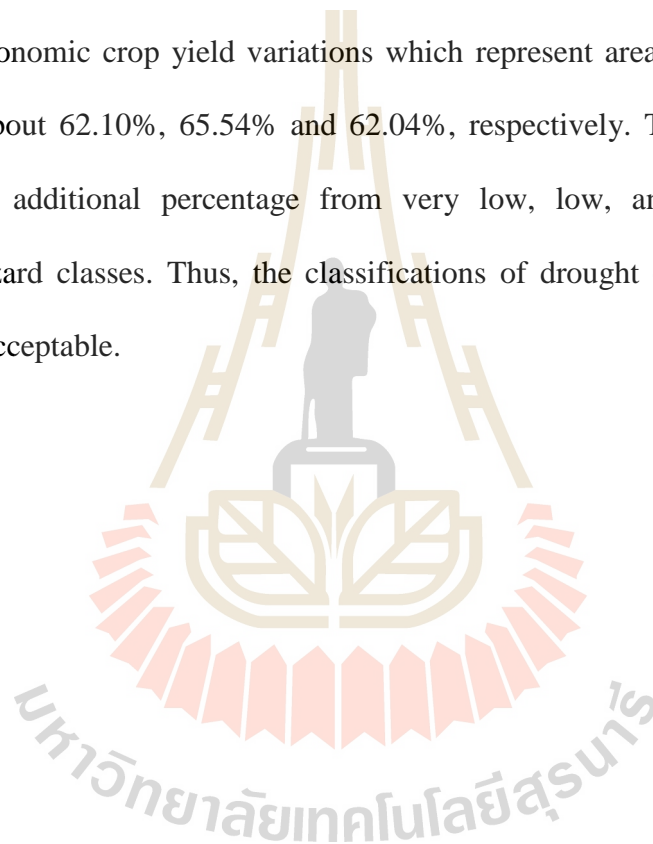 onomic crop yield variations which represent area
bout 62.10%, 65.54% and 62.04%, respectively. T
additional percentage from very low, low, an
zard classes. Thus, the classifications of drought
cceptable.
มหาวิทยาลัยเทคโนโลยีสุรนารี